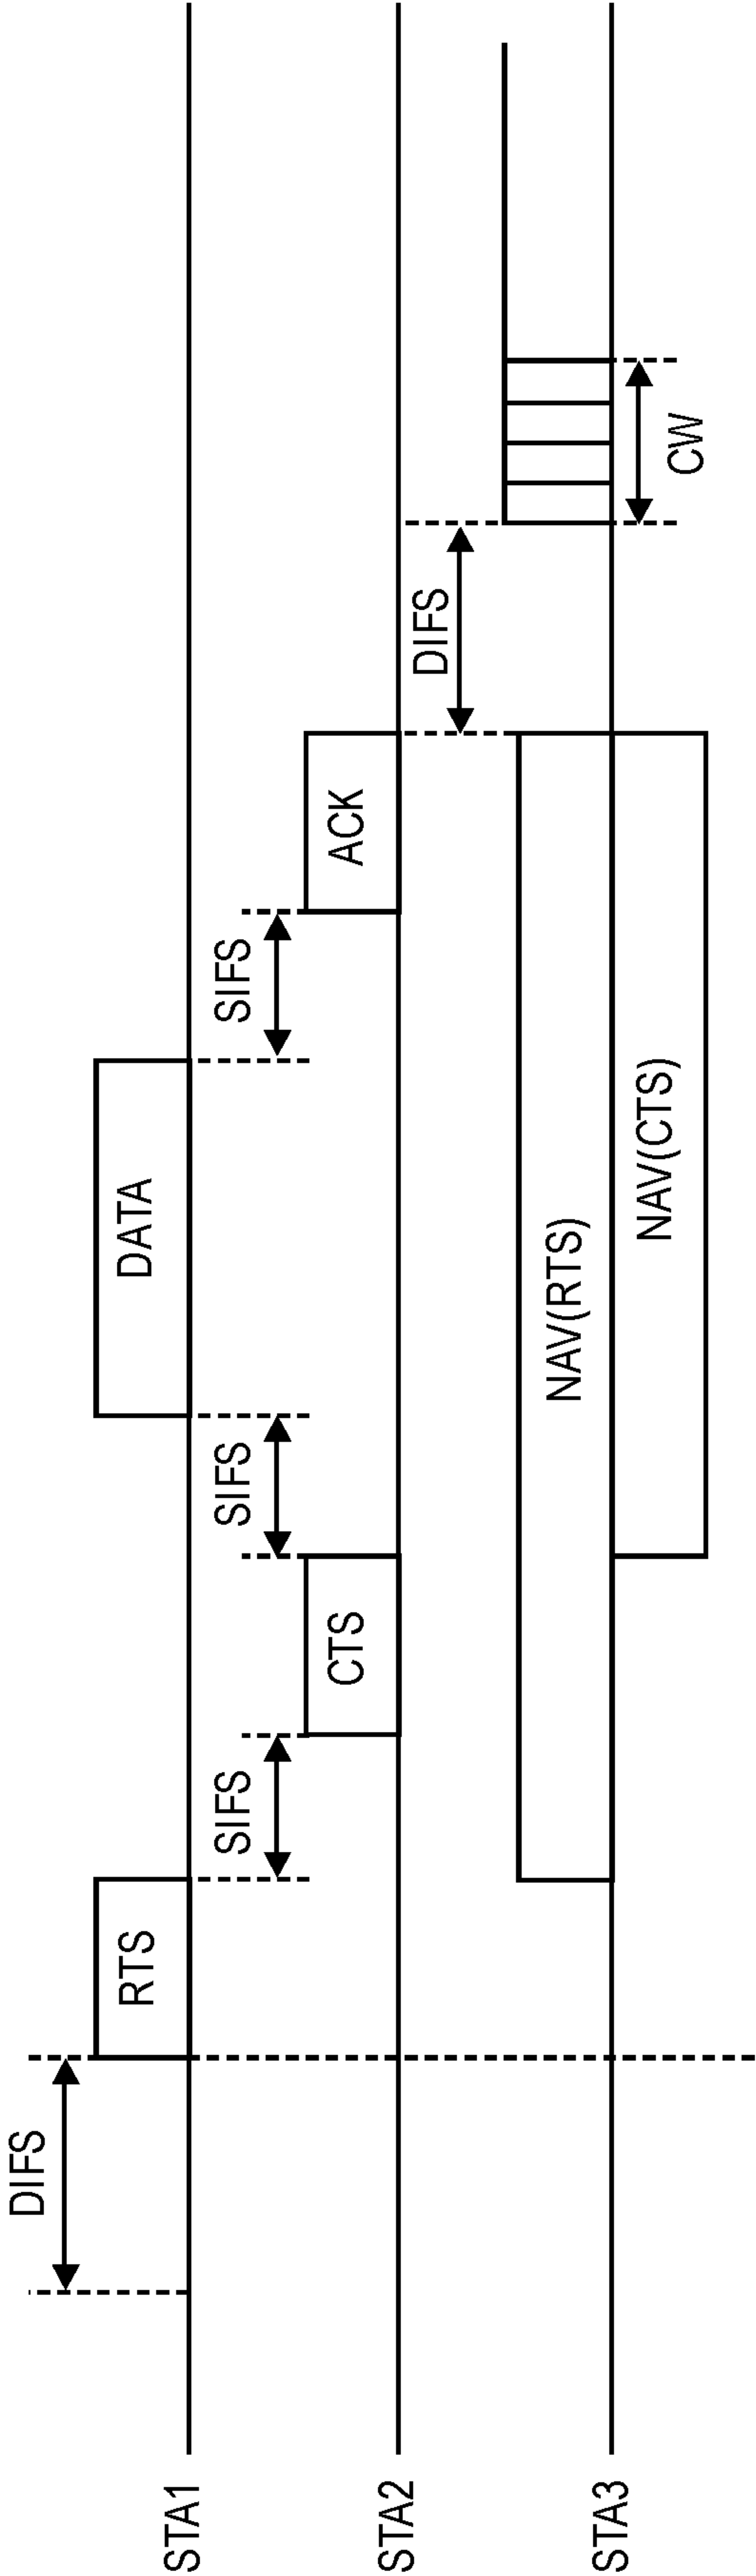 DIFS
RTS
DATA
STA1
SIFS
SIFS
SIFS
CTS
ACK
STA2
DIFS
NAV(RTS)
STA3
NAV(CTS)
CW